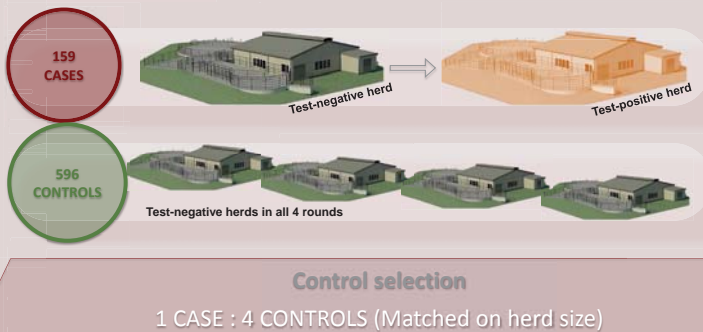 159
CASES
Test-negative herd
Test-positive herd
596
CONTROLS
Test-negative herds in all 4 rounds
Control selection
1 CASE : 4 CONTROLS (Matched on herd size)